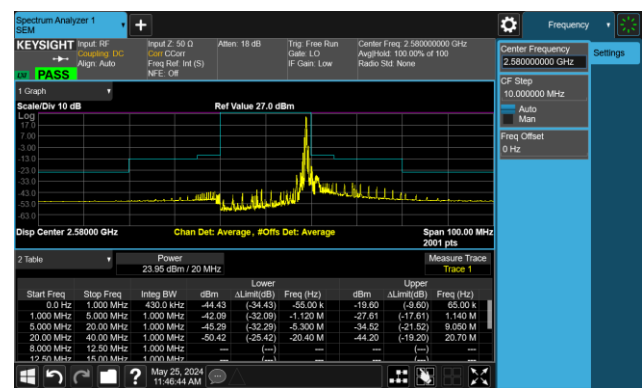 Spectrum Analyzer 1
SEM
Frequency
KEYSIGHT
Input: RF
Coupling: DC
Align: Auto
Input Z: 50 Ω
Corr CCorr
Freq Ref: Int (S)
NFE: Off
Atten: 18 dB
Trig: Free Run
Gate: LO
IF Gain: Low
Center Freq: 2.580000000 GHz
Avg|Hold: 100.00% of 100
Radio Std: None
PASS
Center Frequency
2.580000000 GHz
Settings
CF Step
10.000000 MHz
Auto
Man
Freq Offset
0 Hz
1 Graph
Scale/Div 10 dB
Ref Value 27.0 dBm
Log
17.0
7.00
-3.00
-13.0
-23.0
-33.0
-43.0
-53.0
-63.0
Disp Center 2.58000 GHz
Chan Det: Average, #Offs Det: Average
Span 100.00 MHz
2001 pts
2 Table
Power
23.95 dBm / 20 MHz
Measure Trace
Trace 1
Lower Upper
Start Freq Stop Freq Integ BW dBm ΔLimit(dB) Freq (Hz) dBm ΔLimit(dB) Freq (Hz)
0.0 Hz 1.000 MHz 430.0 kHz -44.43 (-34.43) -55.00 k -19.60 (-9.60) 65.00 k
1.000 MHz 5.000 MHz 1.000 MHz -42.09 (-32.09) -1.120 M -27.61 (-17.61) 1.140 M
5.000 MHz 20.00 MHz 1.000 MHz -45.29 (-32.29) -5.300 M -34.52 (-21.52) 9.050 M
20.00 MHz 40.00 MHz 1.000 MHz -50.42 (-25.42) -20.40 M -44.20 (-19.20) 20.70 M
8.000 MHz 12.50 MHz 1.000 MHz --- (---) --- --- (---) ---
12.50 MHz 15.00 MHz 1.000 MHz --- (---) --- --- (---) ---
?
May 25, 2024
11:46:44 AM